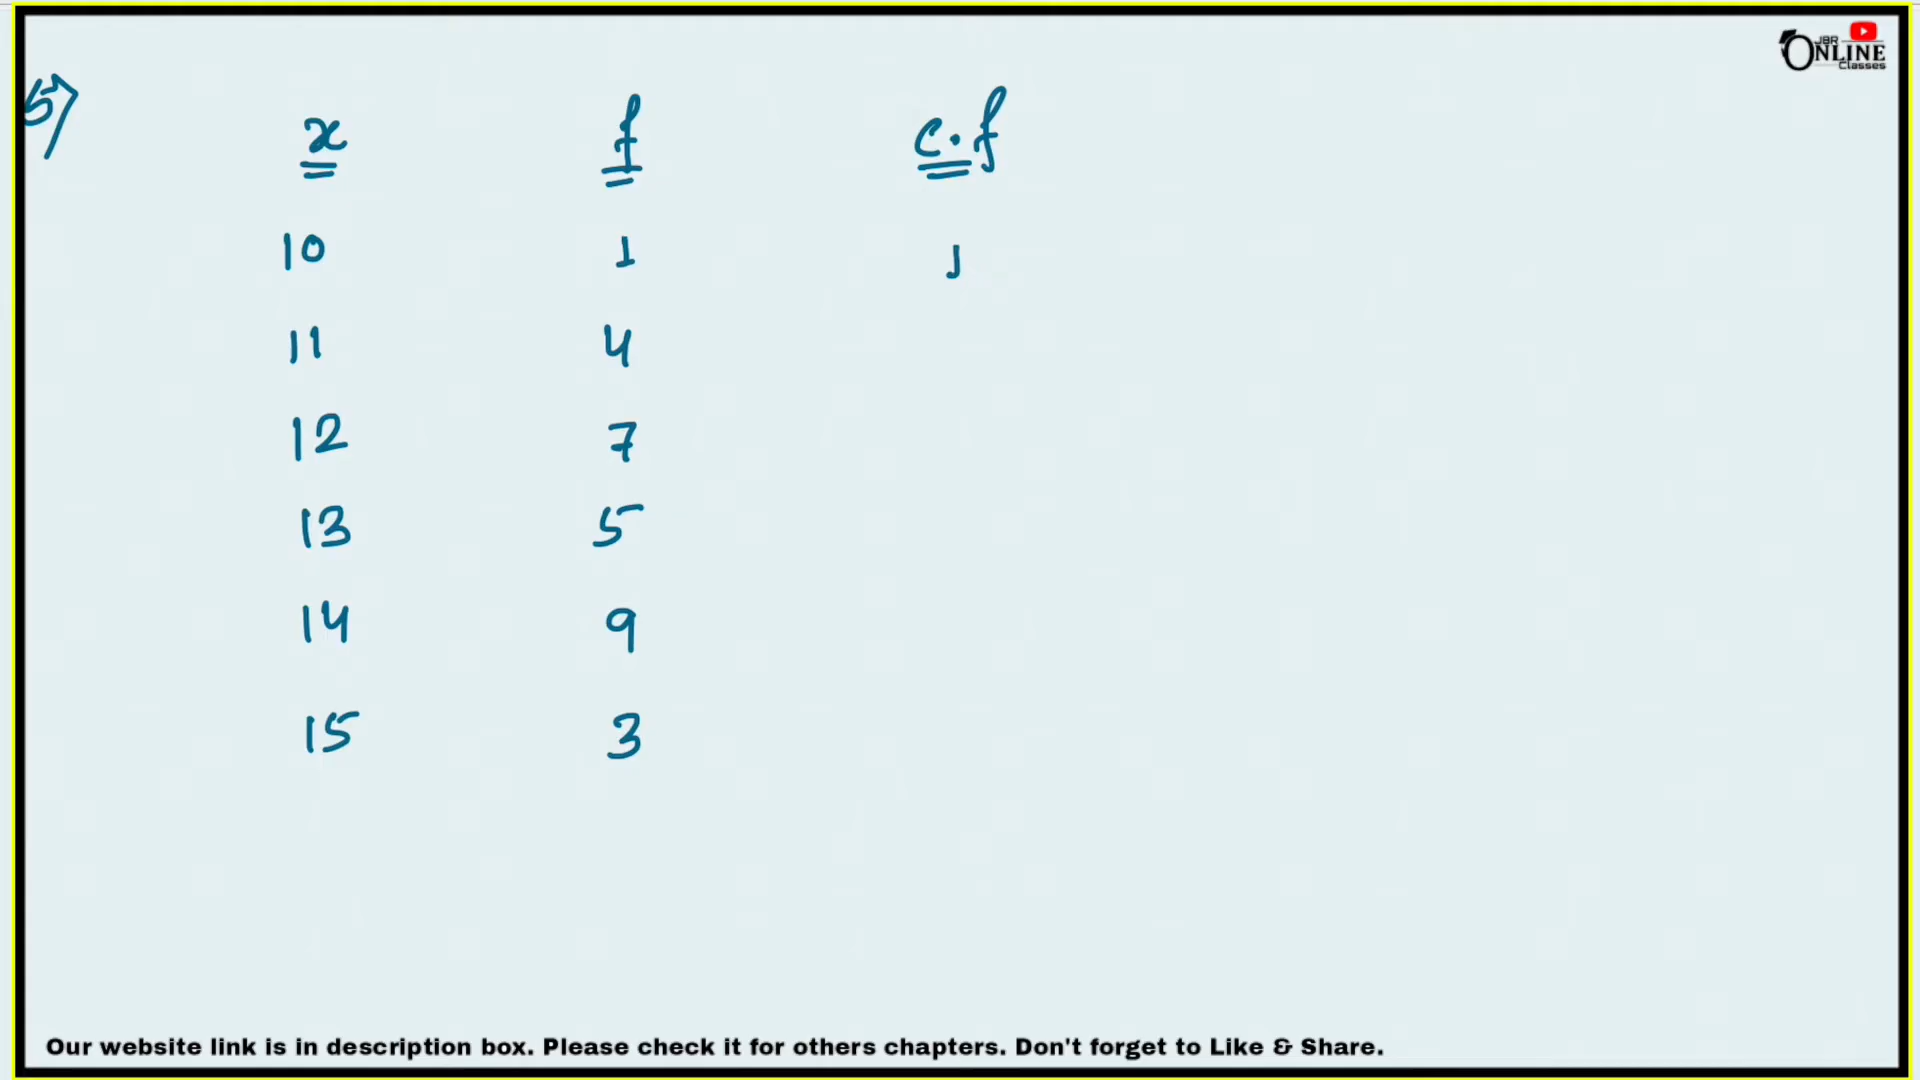 JBR
ONLINE
Classes
5)
x f c.f
10 1 1
11 4
12 7
13 5
14 9
15 3
Our website link is in description box. Please check it for others chapters. Don't forget to Like & Share.